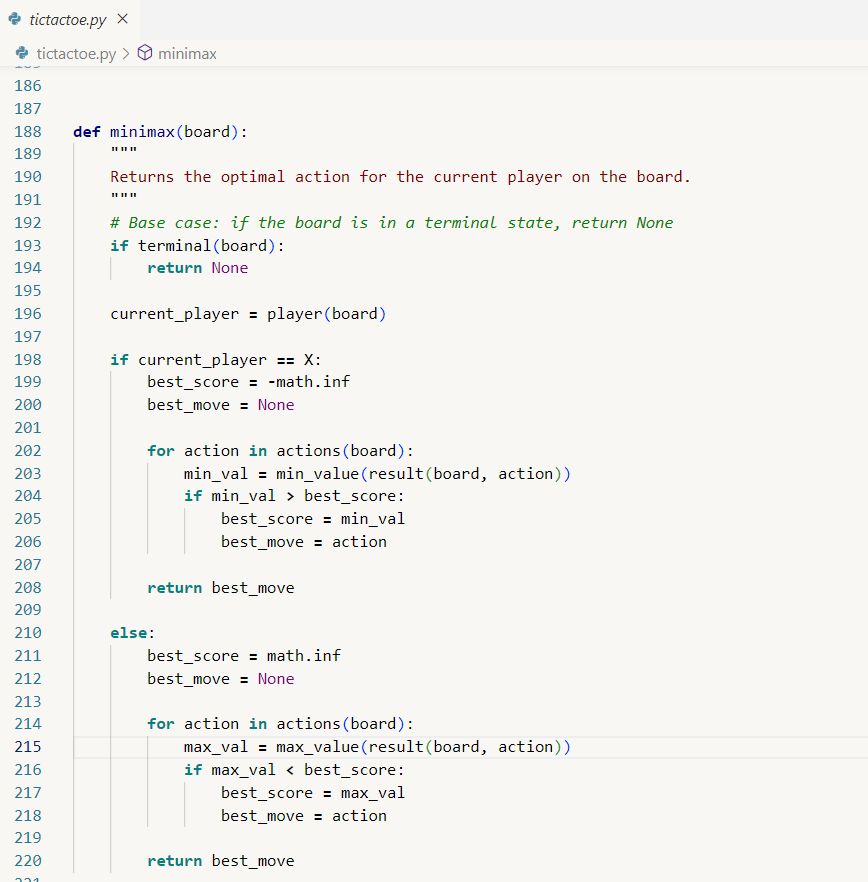 tictactoe.py
tictactoe.py > minimax
186
187
188 def minimax(board):
189 """
190 Returns the optimal action for the current player on the board.
191 """
192 # Base case: if the board is in a terminal state, return None
193 if terminal(board):
194 return None
195
196 current_player = player(board)
197
198 if current_player == X:
199 best_score = -math.inf
200 best_move = None
201
202 for action in actions(board):
203 min_val = min_value(result(board, action))
204 if min_val > best_score:
205 best_score = min_val
206 best_move = action
207
208 return best_move
209
210 else:
211 best_score = math.inf
212 best_move = None
213
214 for action in actions(board):
215 max_val = max_value(result(board, action))
216 if max_val < best_score:
217 best_score = max_val
218 best_move = action
219
220 return best_move